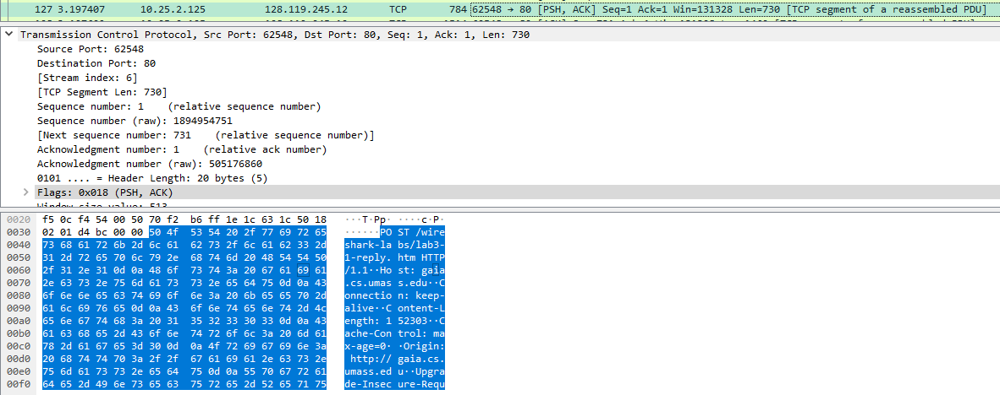 127 3.197407 10.25.2.125 128.119.245.12 TCP 784 62548 → 80 [PSH, ACK] Seq=1 Ack=1 Win=131328 Len=730 [TCP segment of a reassembled PDU]
Transmission Control Protocol, Src Port: 62548, Dst Port: 80, Seq: 1, Ack: 1, Len: 730
Source Port: 62548
Destination Port: 80
[Stream index: 6]
[TCP Segment Len: 730]
Sequence number: 1 (relative sequence number)
Sequence number (raw): 1894954751
[Next sequence number: 731 (relative sequence number)]
Acknowledgment number: 1 (relative ack number)
Acknowledgment number (raw): 505176860
0101 .... = Header Length: 20 bytes (5)
Flags: 0x018 (PSH, ACK)
Window size value: 513
0020 f5 0c f4 54 00 50 70 f2 b6 ff 1e 1c 63 1c 50 18 ···T·Pp· ····c·P·
0030 02 01 d4 bc 00 00 50 4f 53 54 20 2f 77 69 72 65 ······PO ST /wire
0040 73 68 61 72 6b 2d 6c 61 62 73 2f 6c 61 62 33 2d shark-la bs/lab3-
0050 31 2d 72 65 70 6c 79 2e 68 74 6d 20 48 54 54 50 1-reply. htm HTTP
0060 2f 31 2e 31 0d 0a 48 6f 73 74 3a 20 67 61 69 61 /1.1··Ho st: gaia
0070 2e 63 73 2e 75 6d 61 73 73 2e 65 64 75 0d 0a 43 .cs.umas s.edu··C
0080 6f 6e 6e 65 63 74 69 6f 6e 3a 20 6b 65 65 70 2d onnectio n: keep-
0090 61 6c 69 76 65 0d 0a 43 6f 6e 74 65 6e 74 2d 4c alive··C ontent-L
00a0 65 6e 67 74 68 3a 20 31 35 32 33 30 33 0d 0a 43 ength: 1 52303··C
00b0 61 63 68 65 2d 43 6f 6e 74 72 6f 6c 3a 20 6d 61 ache-Con trol: ma
00c0 78 2d 61 67 65 3d 30 0d 0a 4f 72 69 67 69 6e 3a x-age=0· ·Origin:
00d0 20 68 74 74 70 3a 2f 2f 67 61 69 61 2e 63 73 2e http:// gaia.cs.
00e0 75 6d 61 73 73 2e 65 64 75 0d 0a 55 70 67 72 61 umass.ed u··Upgra
00f0 64 65 2d 49 6e 73 65 63 75 72 65 2d 52 65 71 75 de-Insec ure-Requ